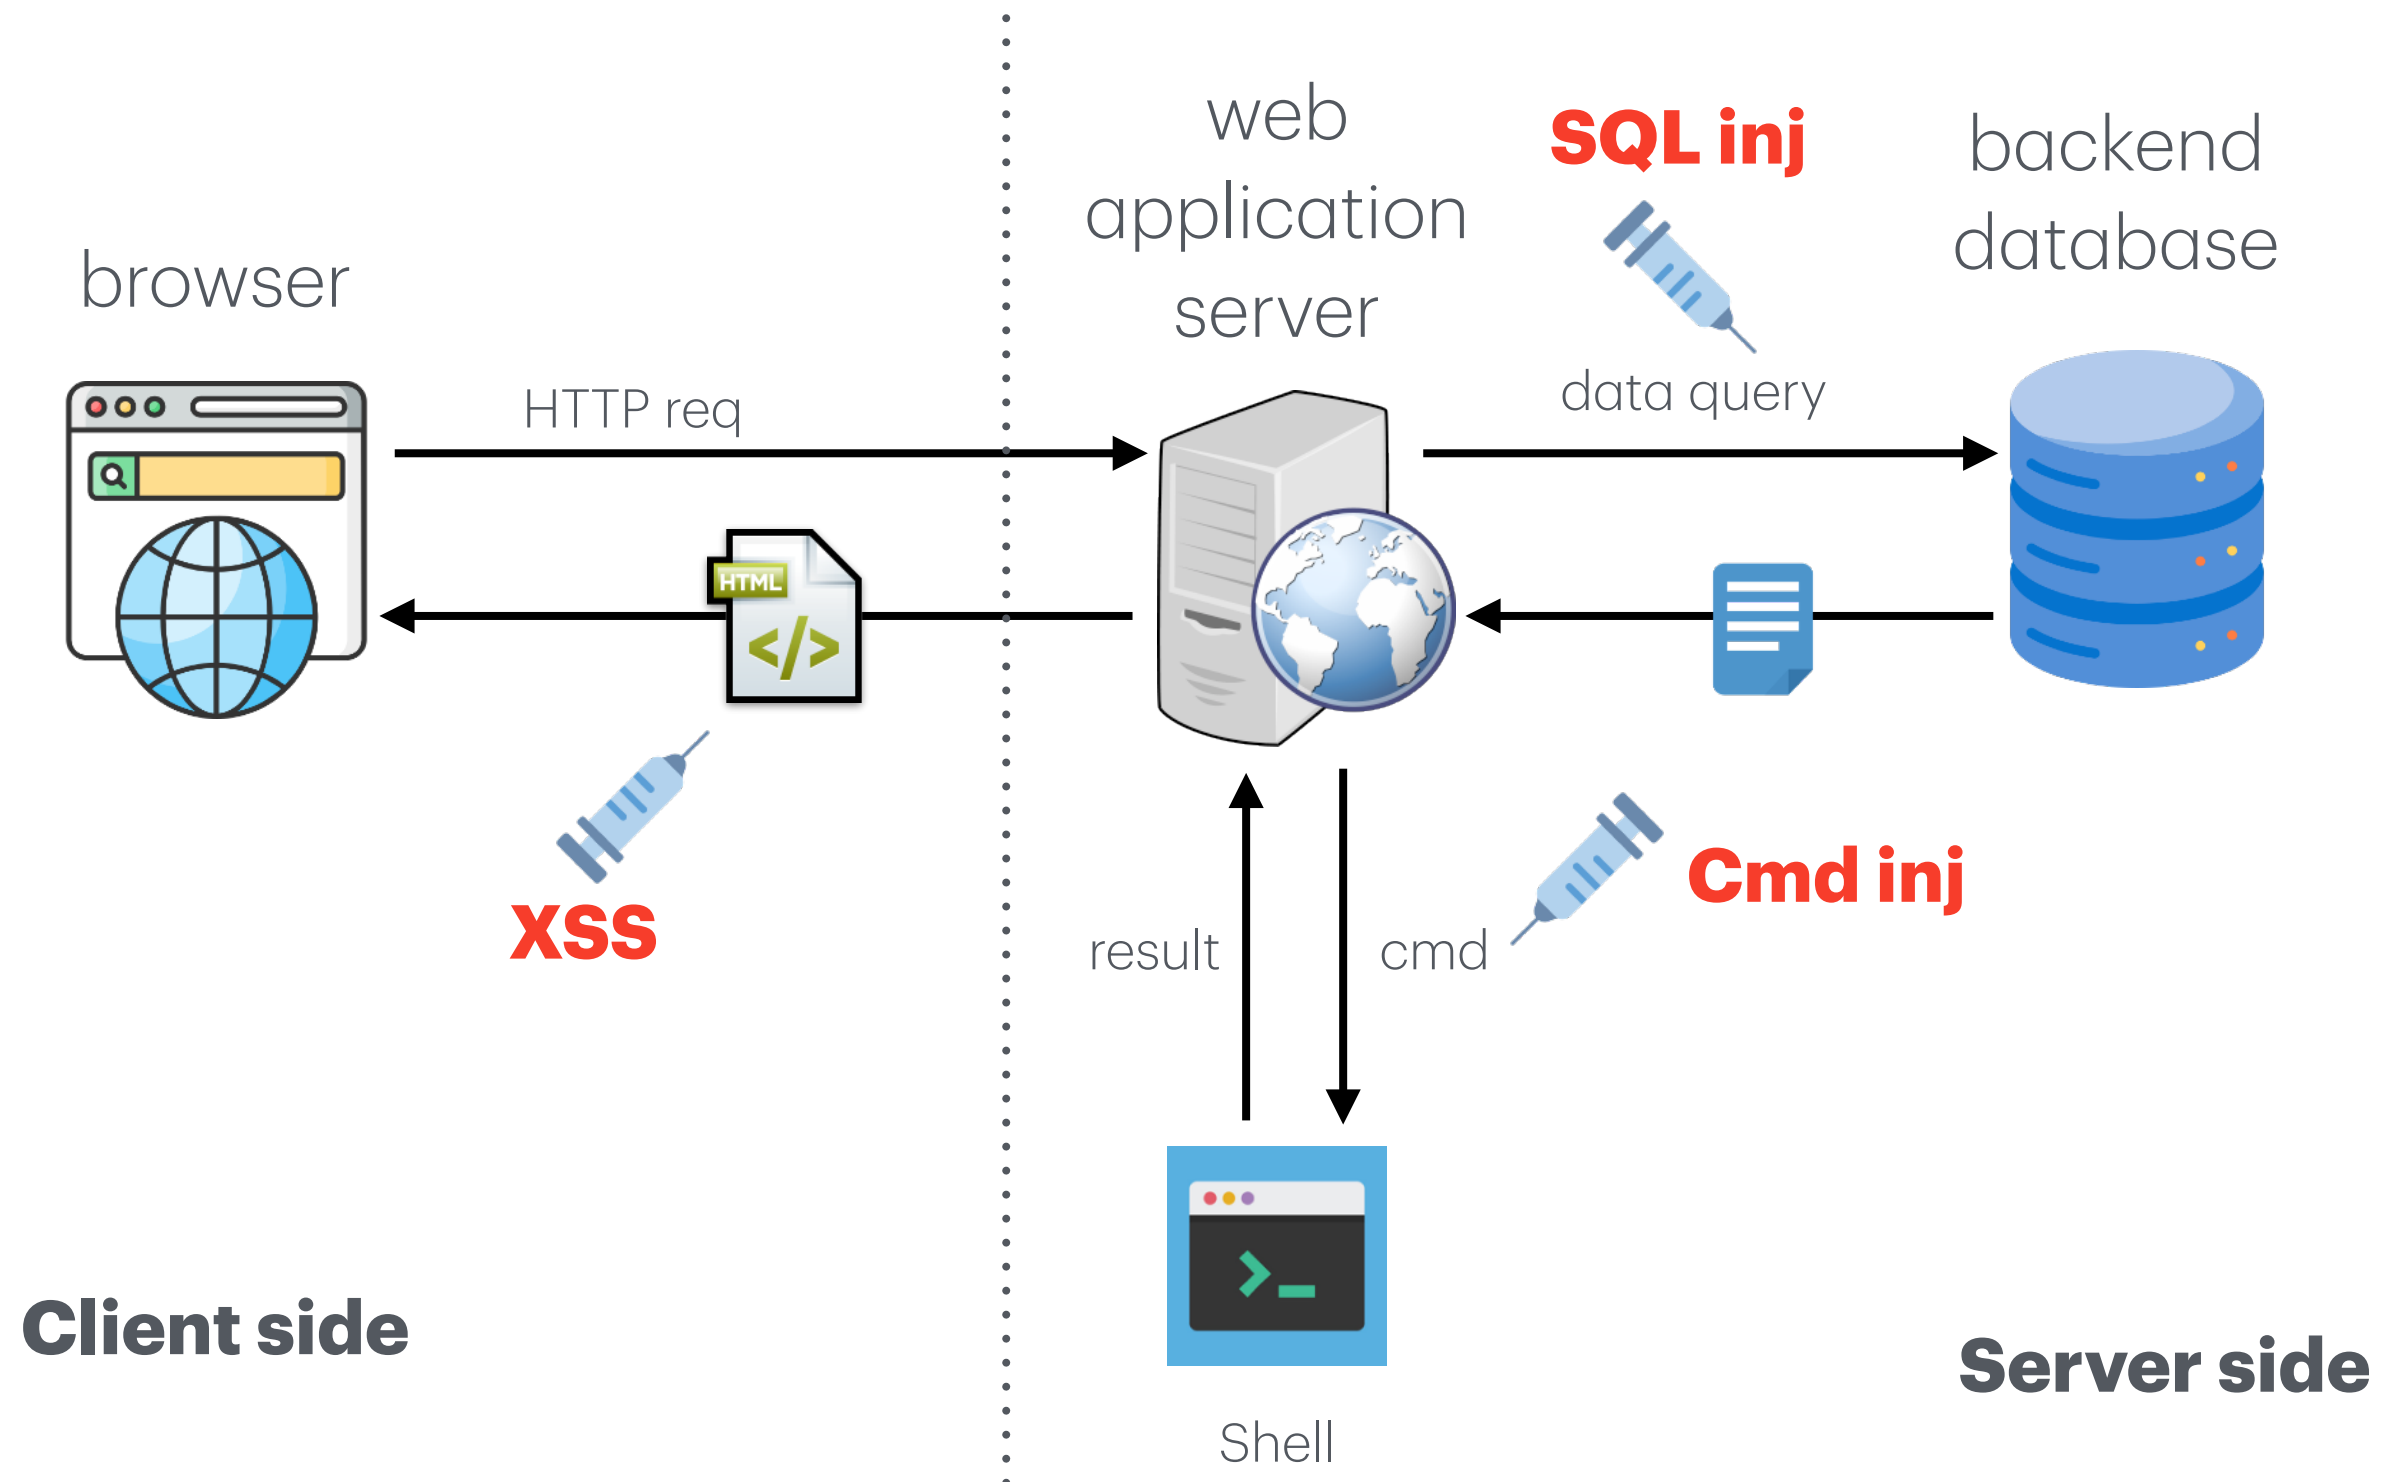 browser
HTTP req
HTML
</>
XSS
web
application
server
SQL inj
data query
backend
database
result
cmd
Cmd inj
>_
Shell
Client side
Server side